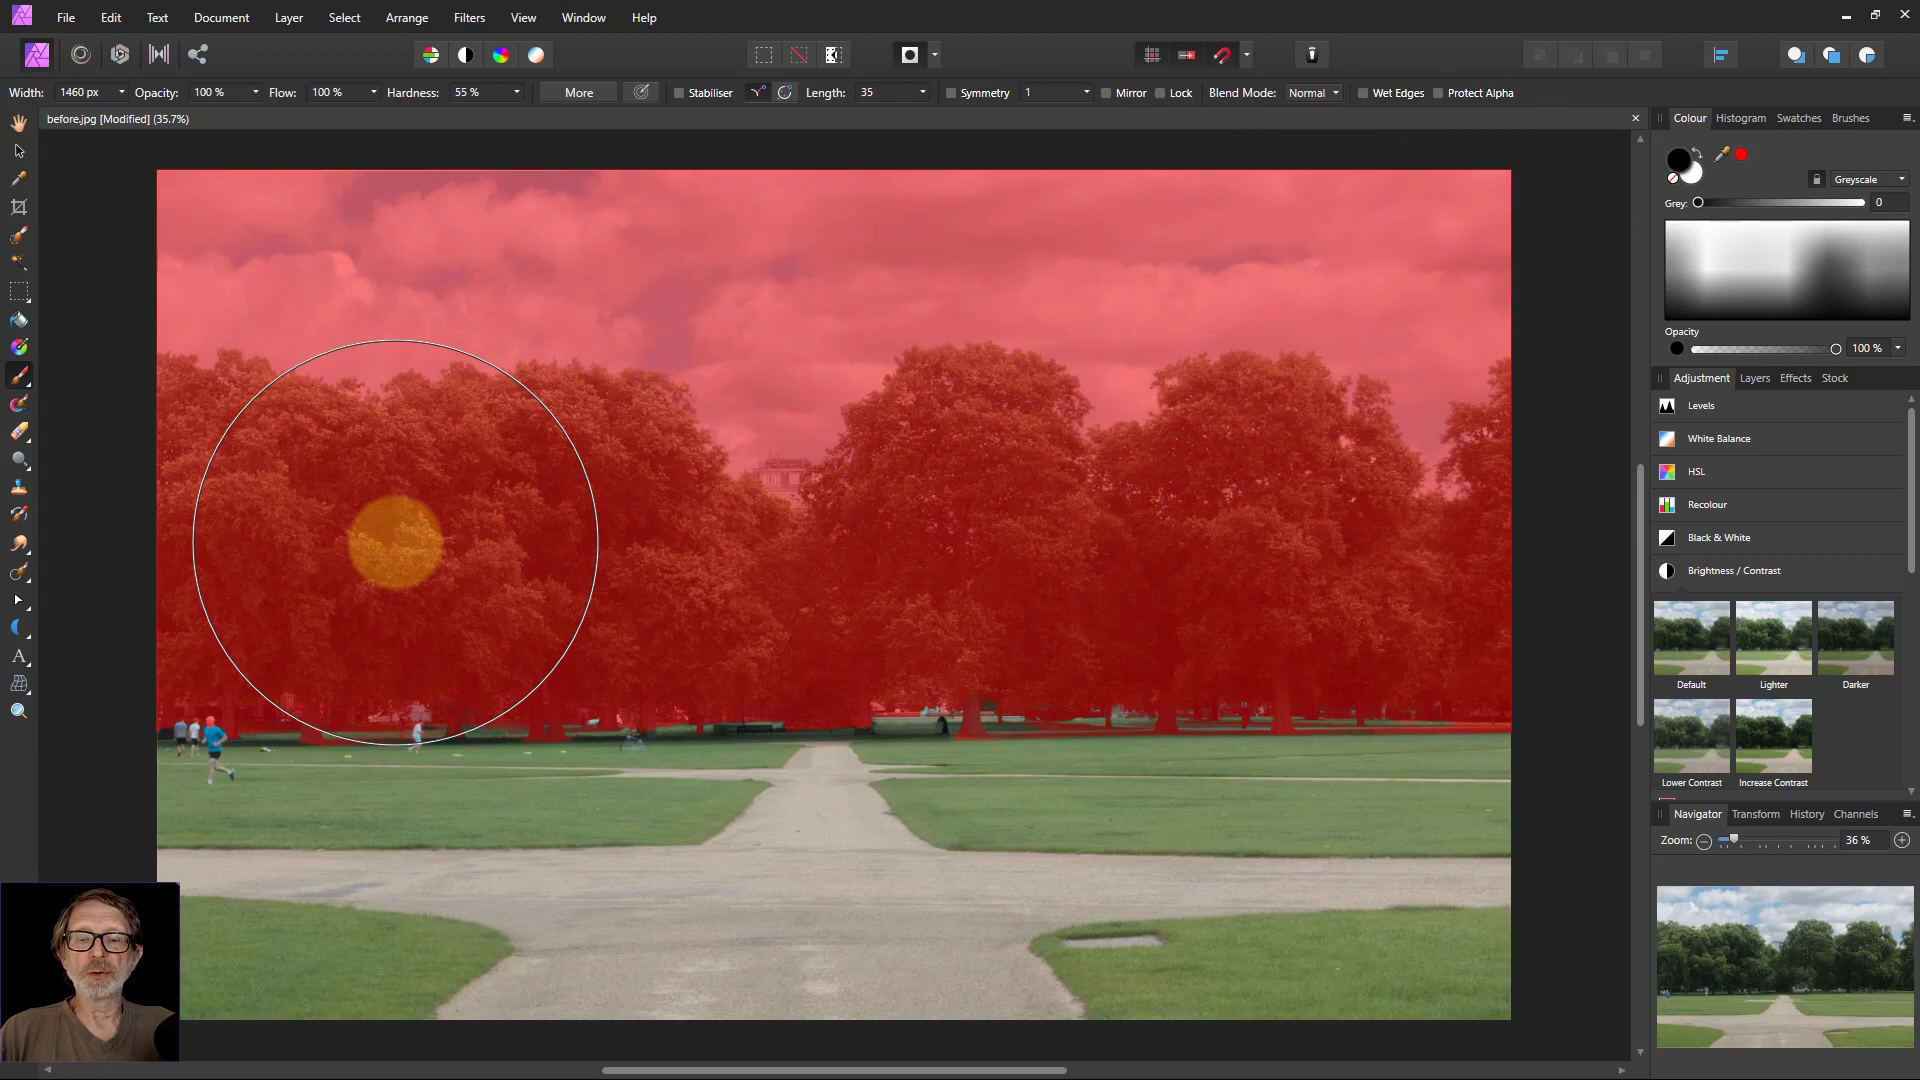 File Edit Text Document Layer Select Arrange Filters View Window Help
Width: 1460 px Opacity: 100 % Flow: 100 % Hardness: 55 % More Stabiliser Length: 35 Symmetry 1 Mirror Lock Blend Mode: Normal Wet Edges Protect Alpha
before.jpg [Modified] (35.7%)
Colour Histogram Swatches Brushes
Greyscale
Grey: 0
Opacity
100 %
Adjustment Layers Effects Stock
Levels
White Balance
HSL
Recolour
Black & White
Brightness / Contrast
Default Lighter Darker
Lower Contrast Increase Contrast
Navigator Transform History Channels
Zoom: 36 %